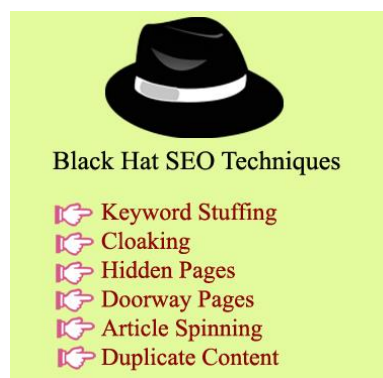 Black Hat SEO Techniques
Keyword Stuffing
Cloaking
Hidden Pages
Doorway Pages
Article Spinning
Duplicate Content